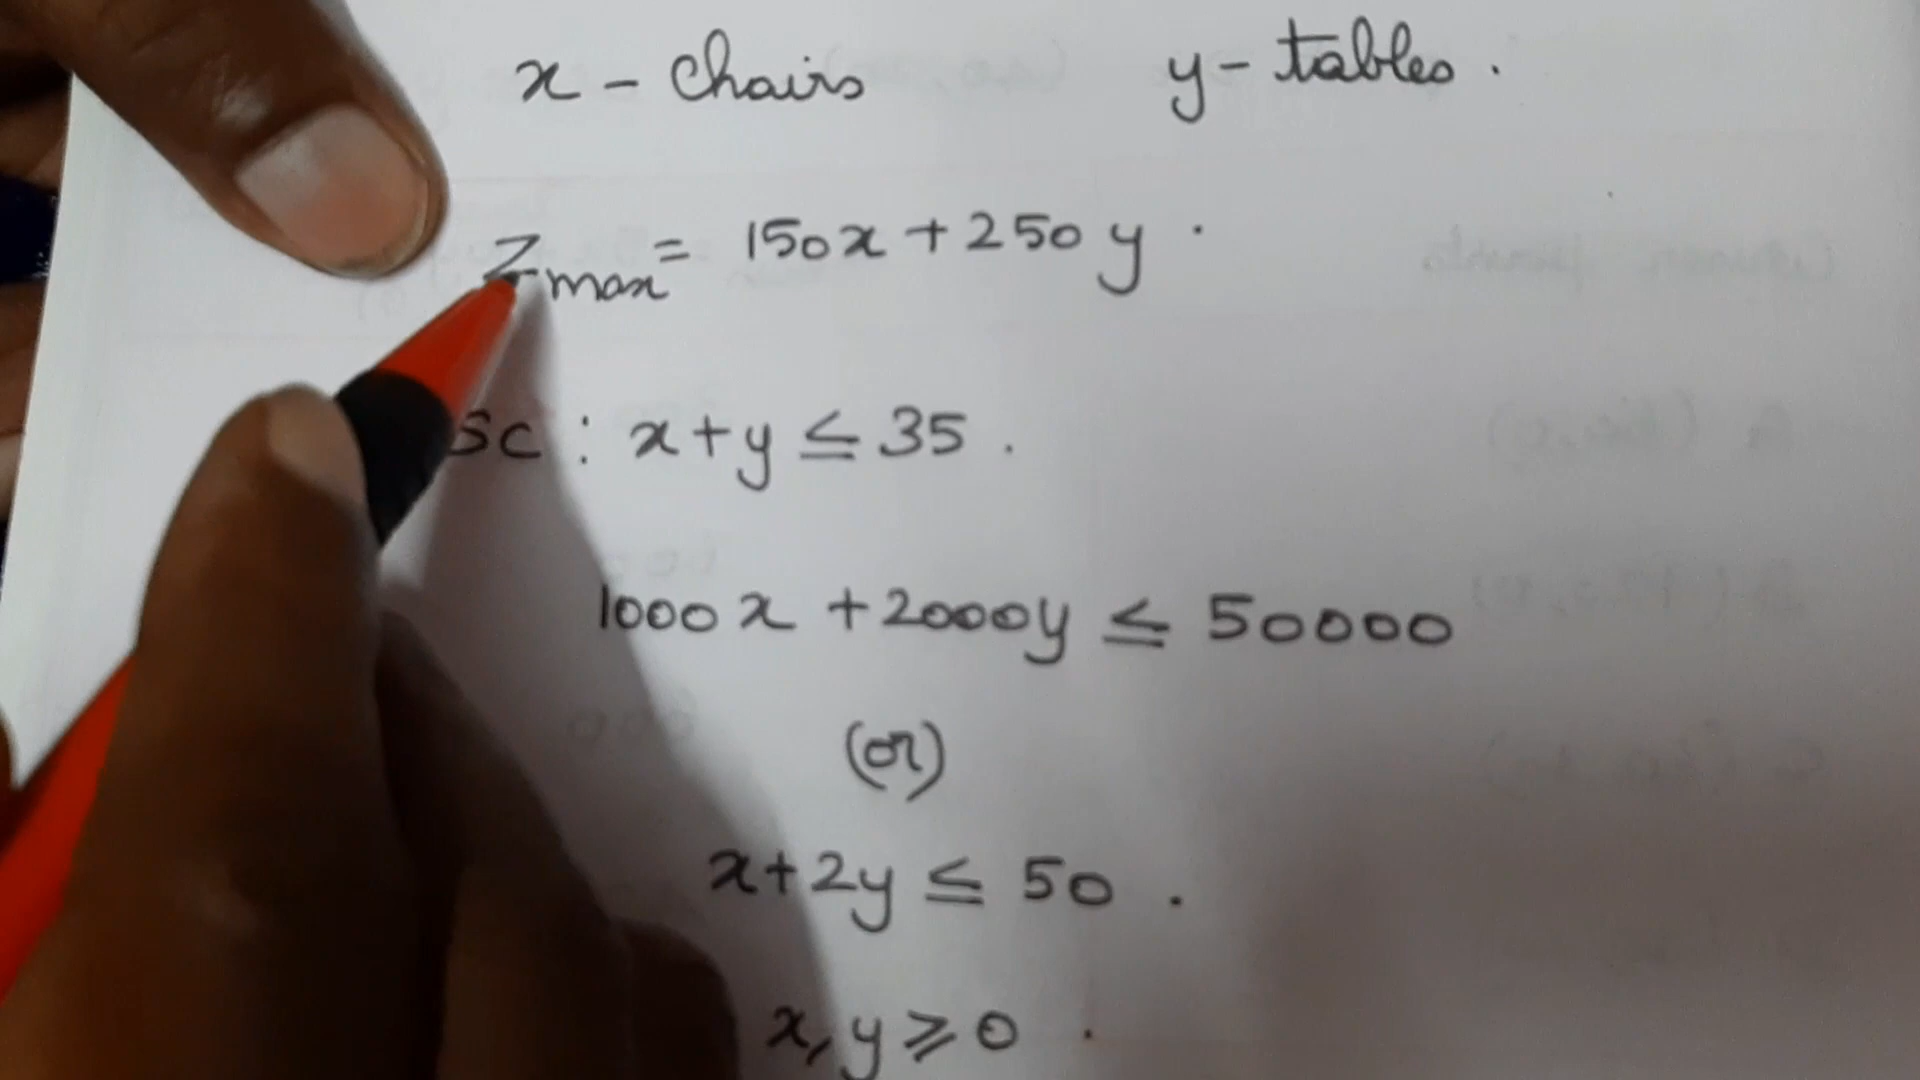 x - Chairs y - tables .
Zmax = 150x + 250y .
SC : x+y ≤ 35 .
1000x + 2000y ≤ 50000
(or)
x+2y ≤ 50 .
x, y ≥ 0 .